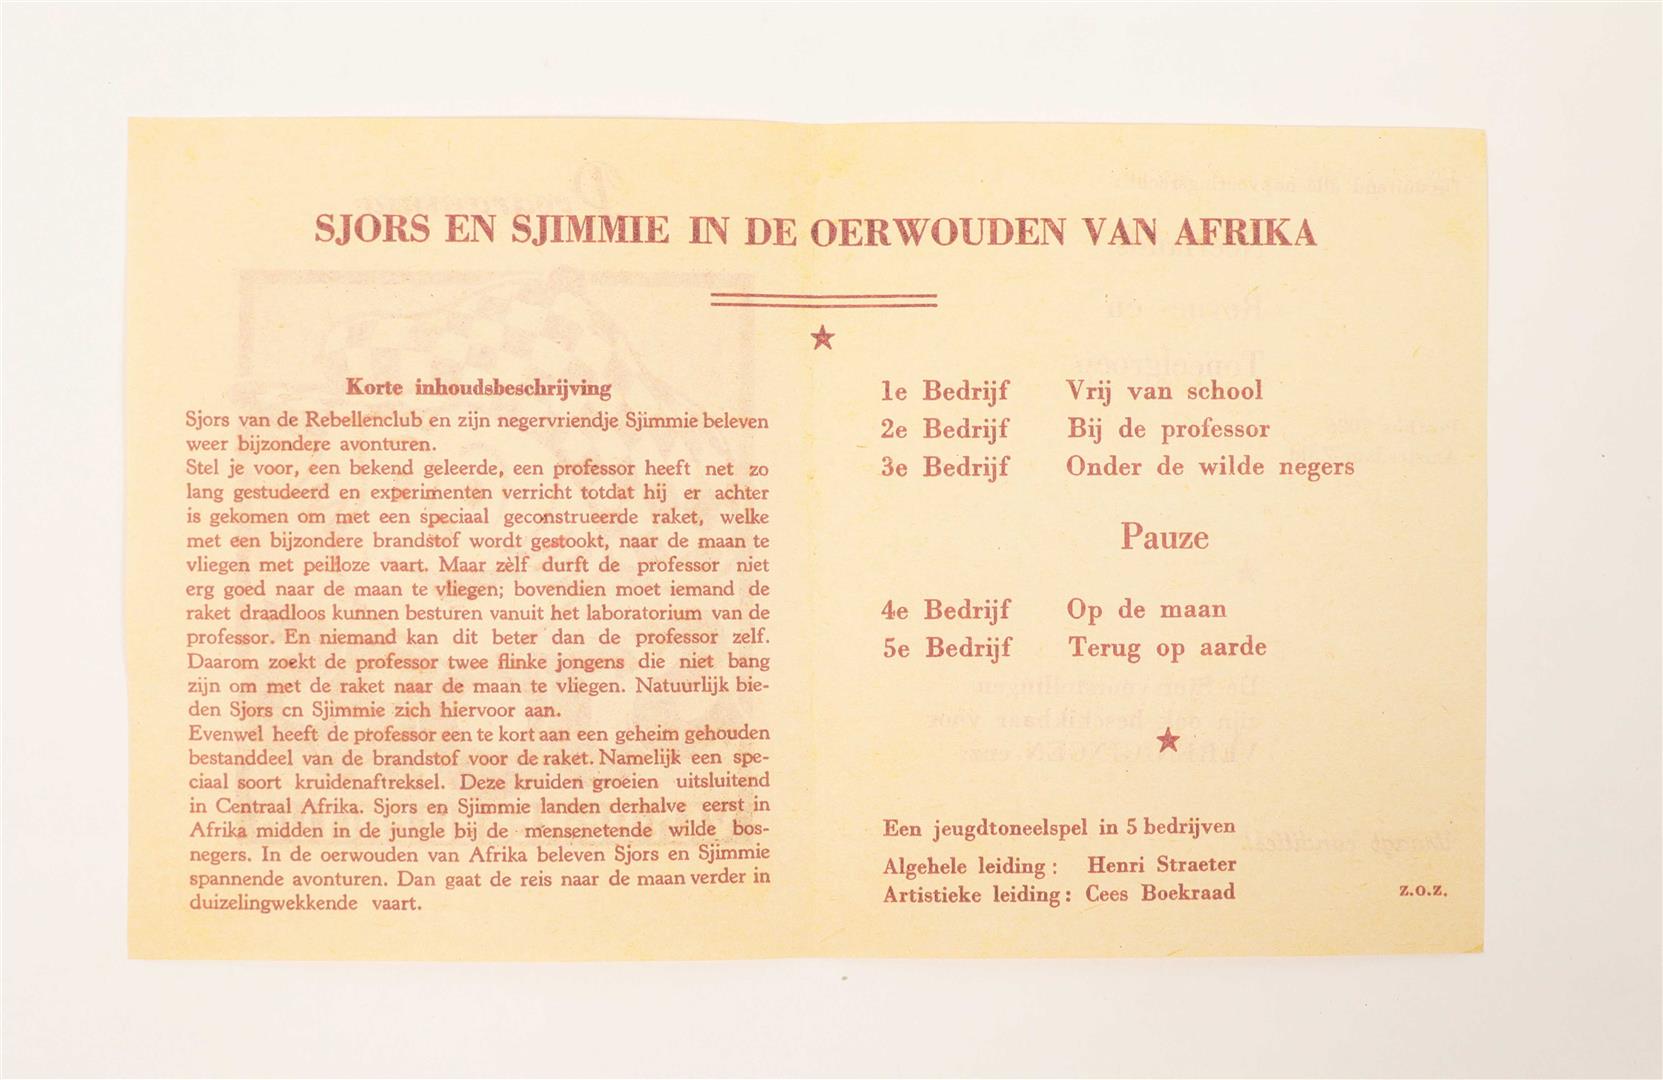 SJORS EN SJIMMIE IN DE OERWOUDEN VAN AFRIKA
Korte inhoudsbeschrijving
Sjors van de Rebellenclub en zijn negervriendje Sjimmie beleven
weer bijzondere avonturen.
Stel je voor, een bekend geleerde, een professor heeft net zo
lang gestudeerd en experimenten verricht totdat hij er achter
is gekomen om met een speciaal geconstrueerde raket, welke
met een bijzondere brandstof wordt gestookt, naar de maan te
vliegen met peilloze vaart. Maar zèlf durft de professor niet
erg goed naar de maan te vliegen; bovendien moet iemand de
raket draadloos kunnen besturen vanuit het laboratorium van de
professor. En niemand kan dit beter dan de professor zelf.
Daarom zoekt de professor twee flinke jongens die niet bang
zijn om met de raket naar de maan te vliegen. Natuurlijk bie-
den Sjors en Sjimmie zich hiervoor aan.
Evenwel heeft de professor een te kort aan een geheim gehouden
bestanddeel van de brandstof voor de raket. Namelijk een spe-
ciaal soort kruidenaftreksel. Deze kruiden groeien uitsluitend
in Centraal Afrika. Sjors en Sjimmie landen derhalve eerst in
Afrika midden in de jungle bij de mensenetende wilde bos-
negers. In de oerwouden van Afrika beleven Sjors en Sjimmie
spannende avonturen. Dan gaat de reis naar de maan verder in
duizelingwekkende vaart.
1e Bedrijf Vrij van school
2e Bedrijf Bij de professor
3e Bedrijf Onder de wilde negers
Pauze
4e Bedrijf Op de maan
5e Bedrijf Terug op aarde
Een jeugdtoneelspel in 5 bedrijven
Algehele leiding : Henri Straeter
Artistieke leiding : Cees Boekraad
z.o.z.